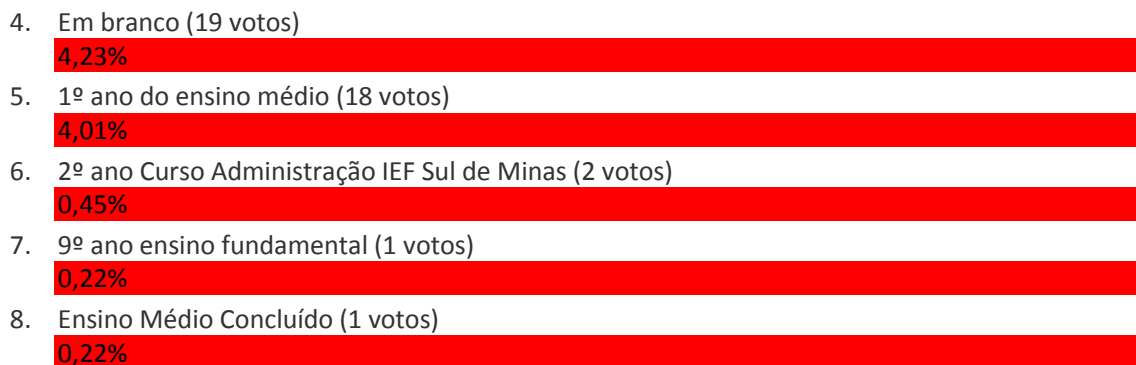 4. Em branco (19 votos)
4,23%
5. 1º ano do ensino médio (18 votos)
4,01%
6. 2º ano Curso Administração IEF Sul de Minas (2 votos)
0,45%
7. 9º ano ensino fundamental (1 votos)
0,22%
8. Ensino Médio Concluído (1 votos)
0,22%